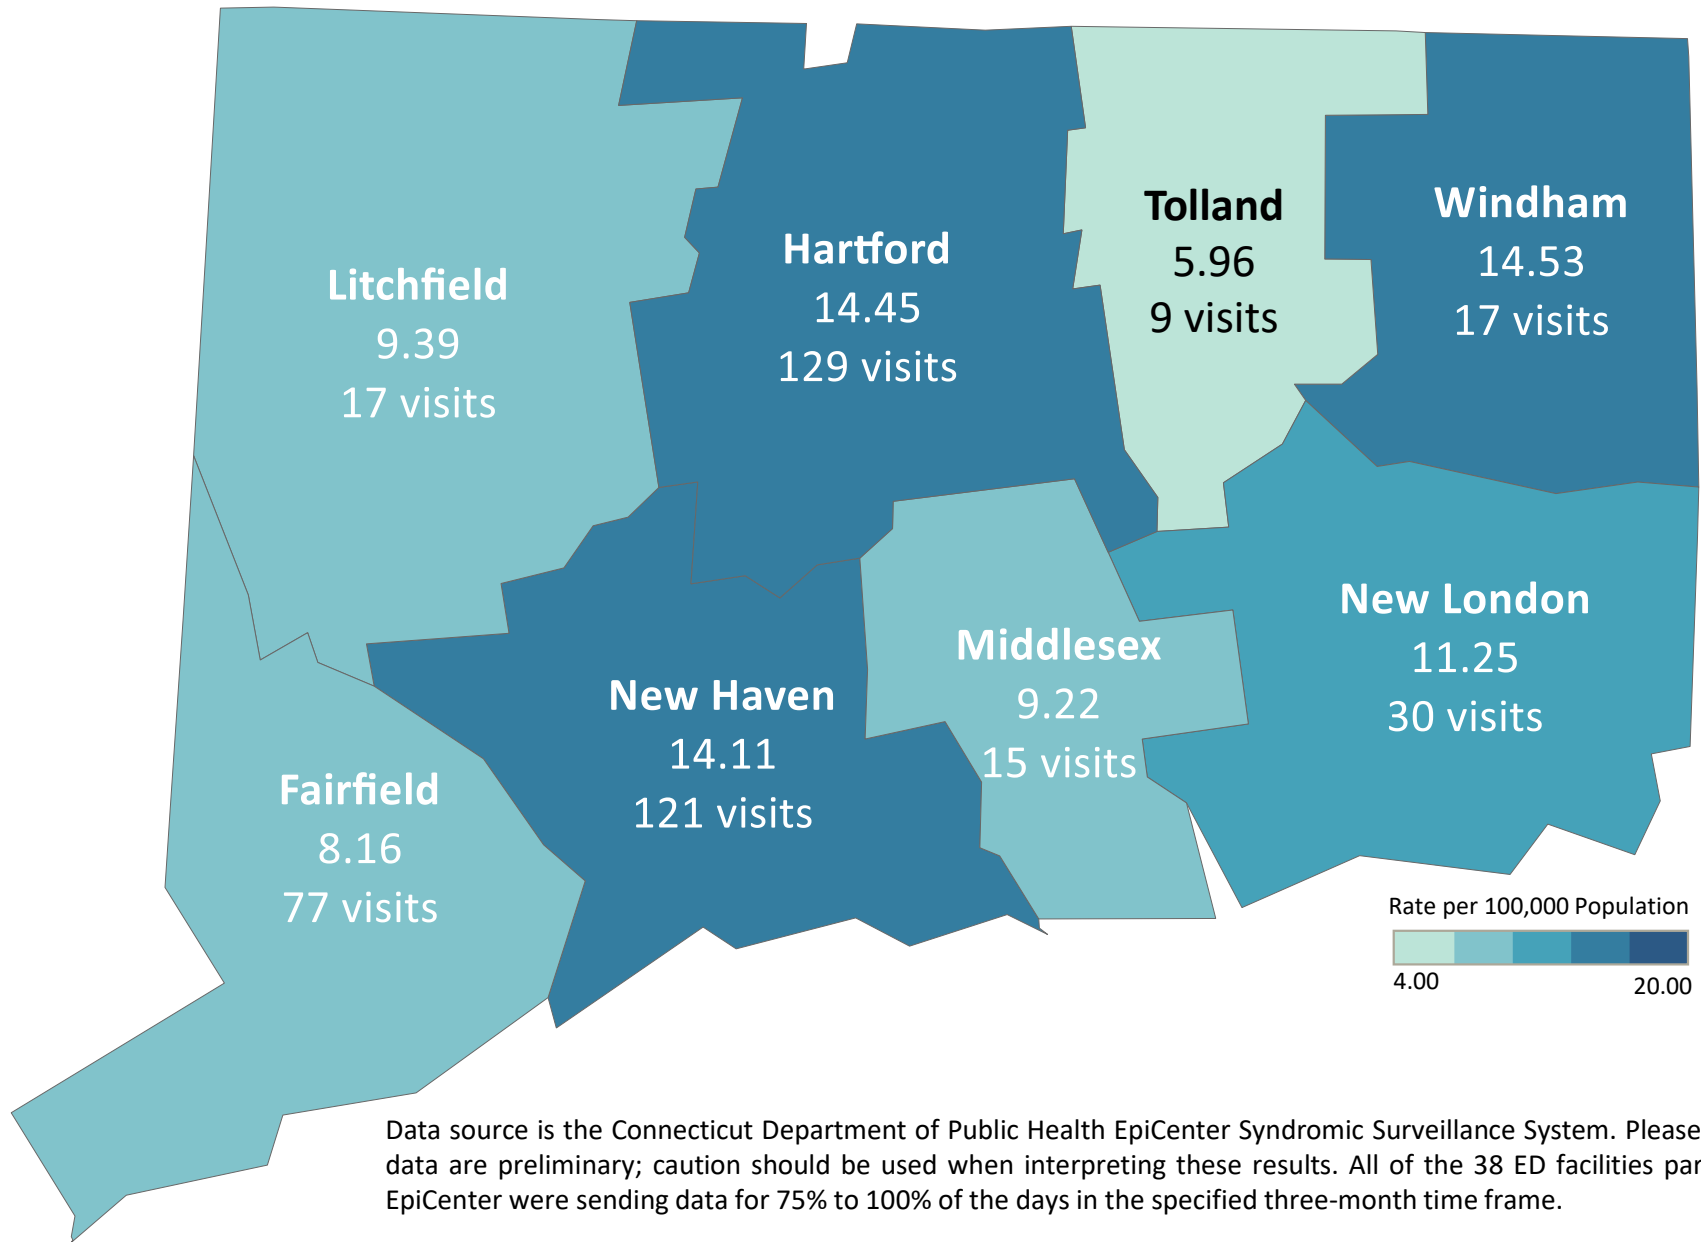 Litchfield
9.39
17 visits
Hartford
14.45
129 visits
Tolland
5.96
9 visits
Windham
14.53
17 visits
Fairfield
8.16
77 visits
New Haven
14.11
121 visits
Middlesex
9.22
15 visits
New London
11.25
30 visits
Rate per 100,000 Population
4.00
20.00
Data source is the Connecticut Department of Public Health EpiCenter Syndromic Surveillance System. Please
data are preliminary; caution should be used when interpreting these results. All of the 38 ED facilities par
EpiCenter were sending data for 75% to 100% of the days in the specified three-month time frame.